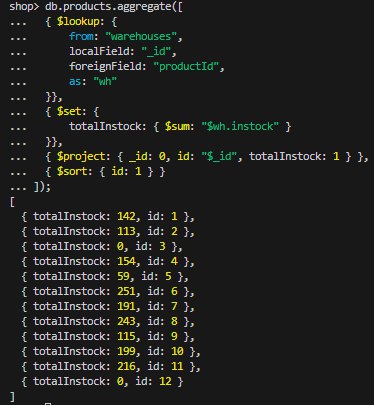 shop> db.products.aggregate([
...   { $lookup: {
...       from: "warehouses",
...       localField: "_id",
...       foreignField: "productId",
...       as: "wh"
...   }},
...   { $set: {
...       totalInstock: { $sum: "$wh.instock" }
...   }},
...   { $project: { _id: 0, id: "$_id", totalInstock: 1 } },
...   { $sort: { id: 1 } }
... ]);
[
  { totalInstock: 142, id: 1 },
  { totalInstock: 113, id: 2 },
  { totalInstock: 0, id: 3 },
  { totalInstock: 154, id: 4 },
  { totalInstock: 59, id: 5 },
  { totalInstock: 251, id: 6 },
  { totalInstock: 191, id: 7 },
  { totalInstock: 243, id: 8 },
  { totalInstock: 115, id: 9 },
  { totalInstock: 199, id: 10 },
  { totalInstock: 216, id: 11 },
  { totalInstock: 0, id: 12 }
]